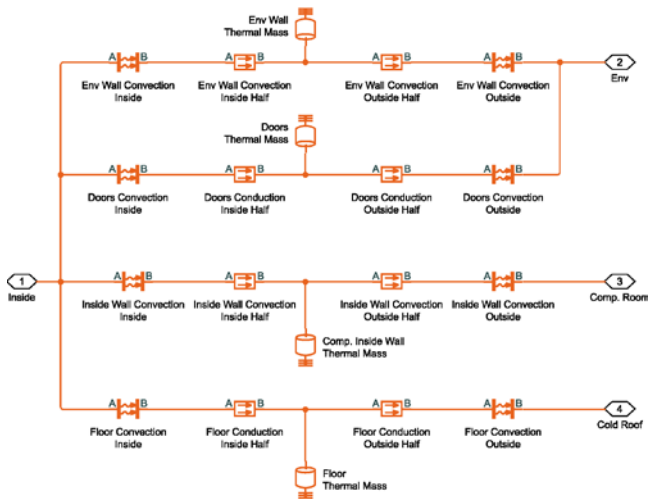 Env Wall
Thermal Mass
A B A B A B A B
2
Env Wall Convection
Inside
Env Wall Convection
Inside Half
Env Wall Convection
Outside Half
Env Wall Convection
Outside
Env
Doors
Thermal Mass
A B A B A B A B
Doors Convection
Inside
Doors Conduction
Inside Half
Doors Conduction
Outside Half
Doors Convection
Outside
1
Inside
A B A B A B A B
3
Inside Wall Convection
Inside
Inside Wall Convection
Inside Half
Inside Wall Convection
Outside Half
Inside Wall Convection
Outside
Comp. Room
Comp. Inside Wall
Thermal Mass
A B A B A B A B
4
Floor Convection
Inside
Floor Conduction
Inside Half
Floor Conduction
Outside Half
Floor Convection
Outside
Cold Roof
Floor
Thermal Mass